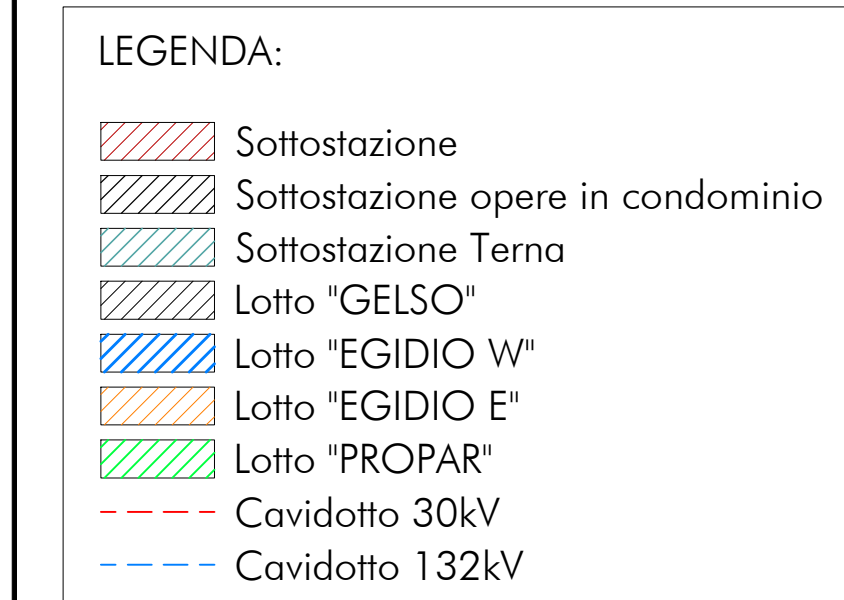 LEGENDA:
Sottostazione
Sottostazione opere in condominio
Sottostazione Terna
Lotto "GELSO"
Lotto "EGIDIO W"
Lotto "EGIDIO E"
Lotto "PROPAR"
Cavidotto 30kV
Cavidotto 132kV